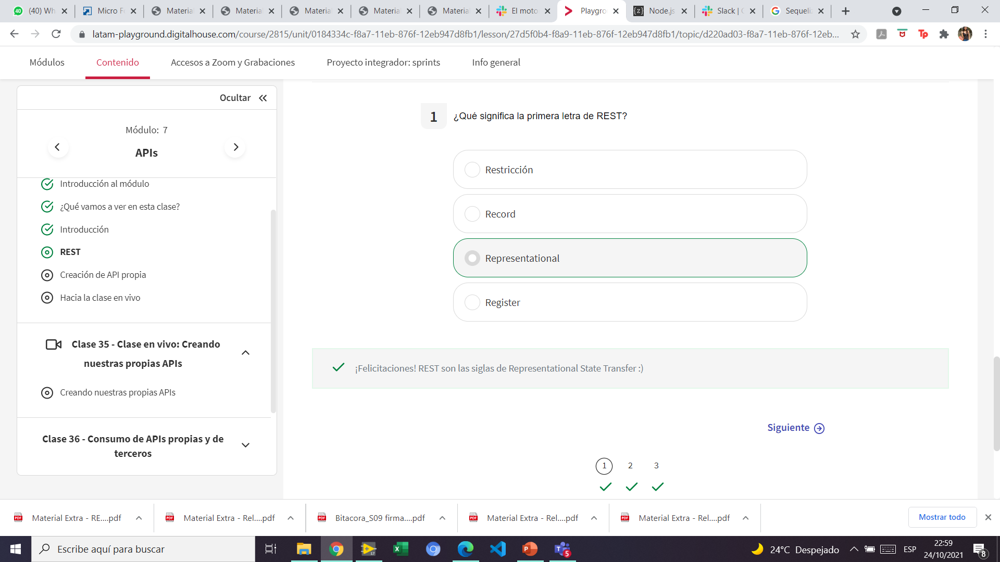 (40) Wh
Micro F
Materia
Materia
Materia
Materia
Materia
El moto
Playgro
Node.js
Slack |
Sequeli
latam-playground.digitalhouse.com/course/2815/unit/0184334c-f8a7-11eb-876f-12eb947d8fb1/lesson/27d5f0b4-f8a9-11eb-876f-12eb947d8fb1/topic/d220ad03-f8a7-11eb-876f-12eb...
Módulos
Contenido
Accesos a Zoom y Grabaciones
Proyecto integrador: sprints
Info general
Ocultar
Módulo: 7
APIs
Introducción al módulo
¿Qué vamos a ver en esta clase?
Introducción
REST
Creación de API propia
Hacia la clase en vivo
Clase 35 - Clase en vivo: Creando
nuestras propias APIs
Creando nuestras propias APIs
Clase 36 - Consumo de APIs propias y de
terceros
1 ¿Qué significa la primera letra de REST?
Restricción
Record
Representational
Register
¡Felicitaciones! REST son las siglas de Representational State Transfer :)
Siguiente
1 2 3
Material Extra - RE....pdf
Material Extra - Rel....pdf
Bitacora_S09 firma....pdf
Material Extra - Rel....pdf
Material Extra - Rel....pdf
Mostrar todo
Escribe aquí para buscar
24°C Despejado
ESP
22:59
24/10/2021
8